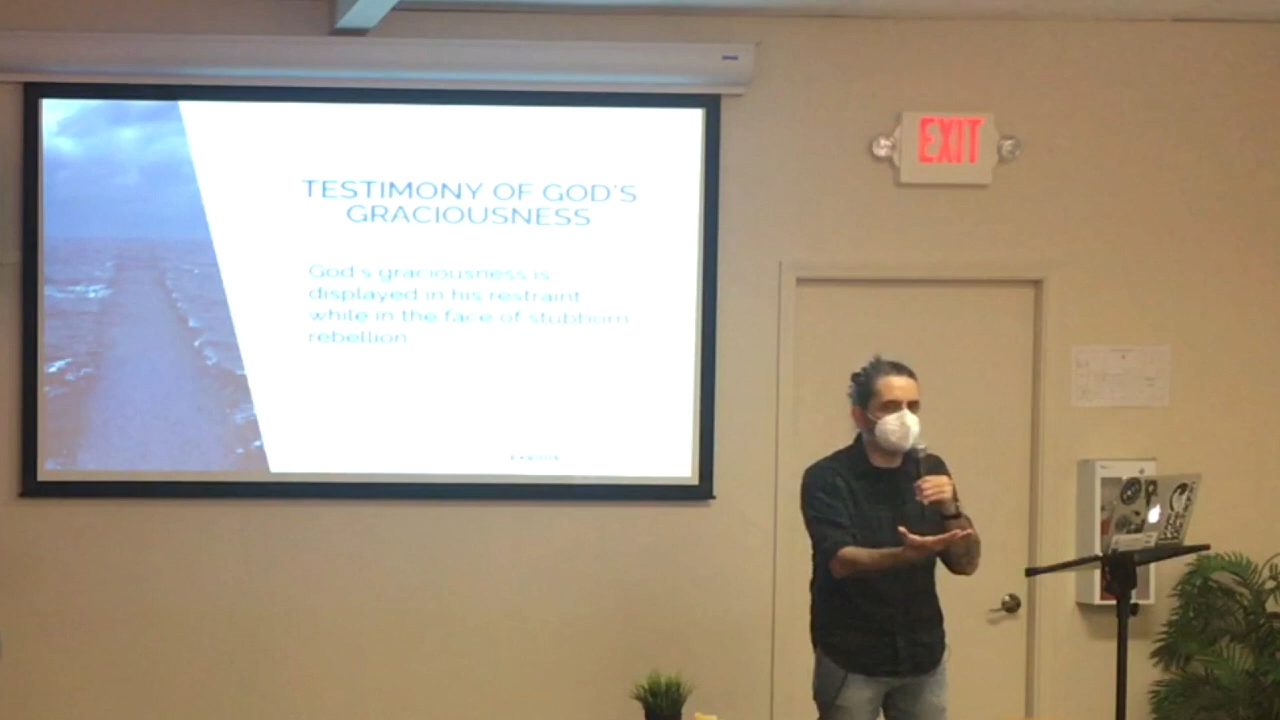 TESTIMONY OF GOD'S
GRACIOUSNESS
God's graciousness is
displayed in his restraint
while in the face of stubborn
rebellion
EXIT